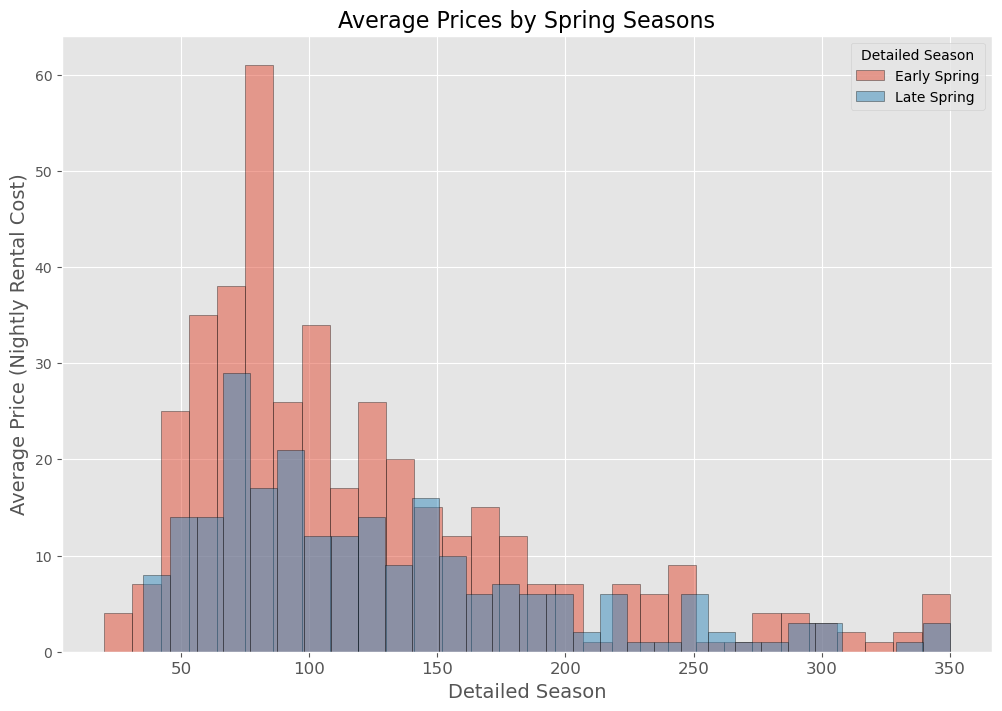 Average Prices by Spring Seasons
Detailed Season
Early Spring
Late Spring
Average Price (Nightly Rental Cost)
60
50
40
30
20
10
0
50
100
150
200
250
300
350
Detailed Season